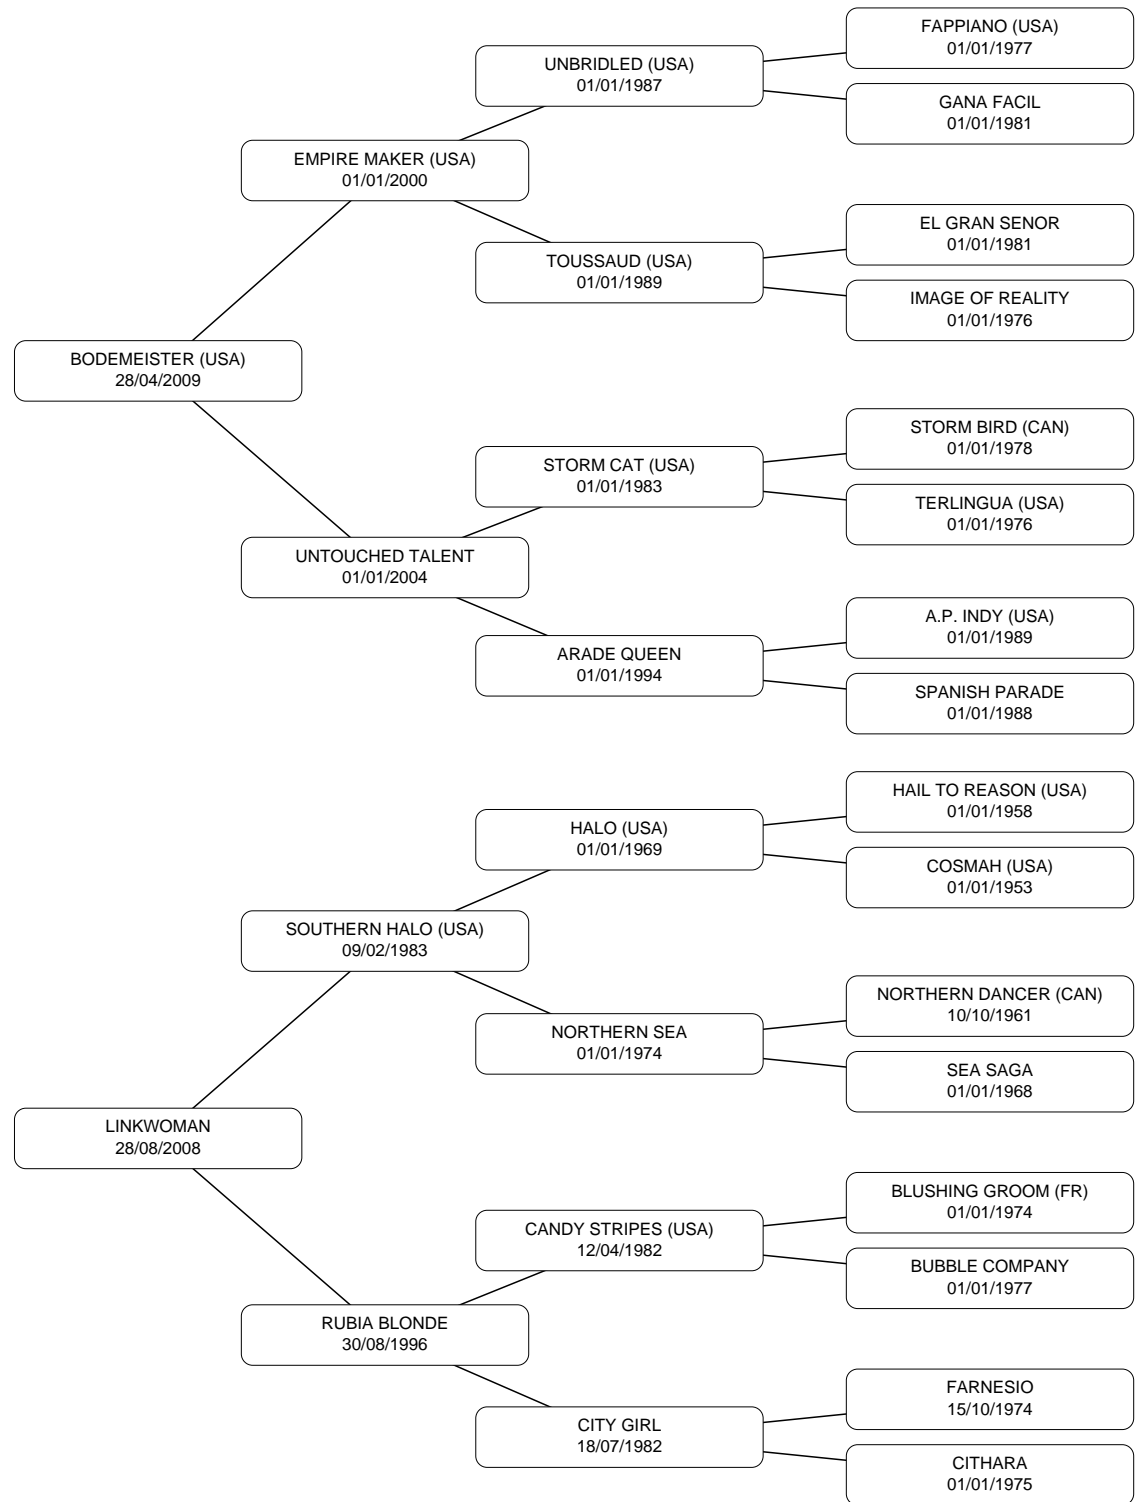 FAPPIANO (USA)
01/01/1977
UNBRIDLED (USA)
01/01/1987
GANA FACIL
01/01/1981
EMPIRE MAKER (USA)
01/01/2000
EL GRAN SENOR
01/01/1981
TOUSSAUD (USA)
01/01/1989
IMAGE OF REALITY
01/01/1976
BODEMEISTER (USA)
28/04/2009
STORM BIRD (CAN)
01/01/1978
STORM CAT (USA)
01/01/1983
TERLINGUA (USA)
01/01/1976
UNTOUCHED TALENT
01/01/2004
A.P. INDY (USA)
01/01/1989
ARADE QUEEN
01/01/1994
SPANISH PARADE
01/01/1988
HAIL TO REASON (USA)
01/01/1958
HALO (USA)
01/01/1969
COSMAH (USA)
01/01/1953
SOUTHERN HALO (USA)
09/02/1983
NORTHERN DANCER (CAN)
10/10/1961
NORTHERN SEA
01/01/1974
SEA SAGA
01/01/1968
LINKWOMAN
28/08/2008
BLUSHING GROOM (FR)
01/01/1974
CANDY STRIPES (USA)
12/04/1982
BUBBLE COMPANY
01/01/1977
RUBIA BLONDE
30/08/1996
FARNESIO
15/10/1974
CITY GIRL
18/07/1982
CITHARA
01/01/1975